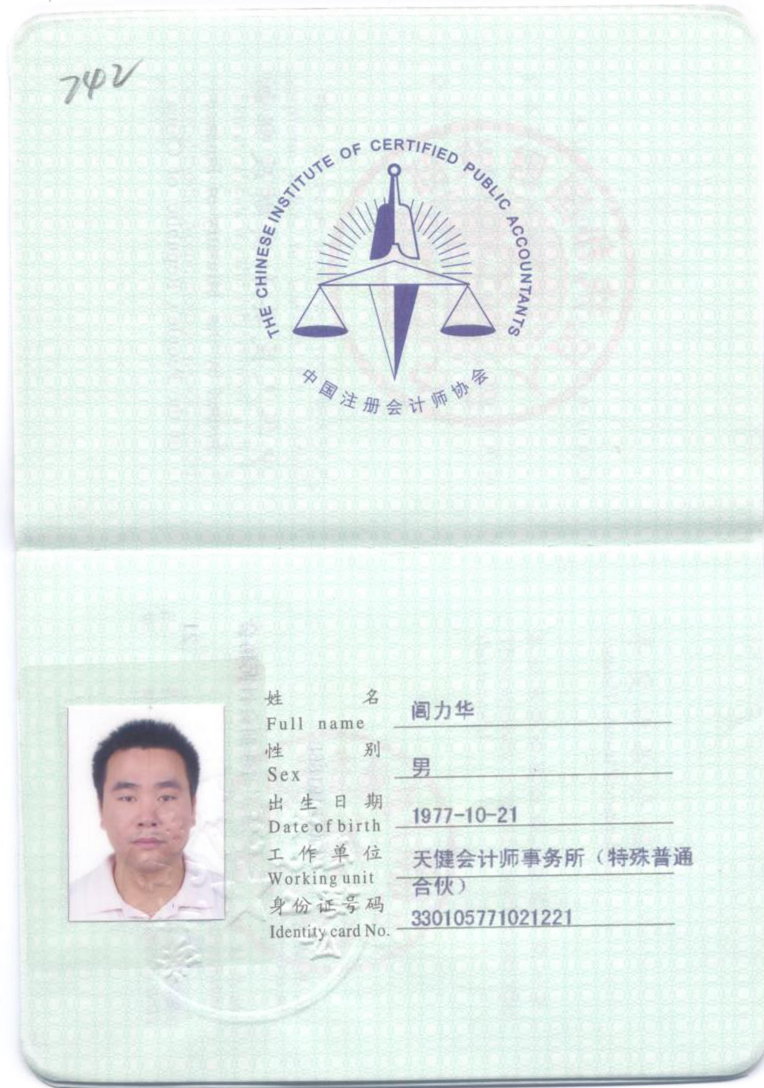 742
THE CHINESE INSTITUTE OF CERTIFIED PUBLIC ACCOUNTANTS
中国注册会计师协会
姓 名 闾力华
Full name
性 别 男
Sex
出生日期 1977-10-21
Date of birth
工作单位 天健会计师事务所（特殊普通
Working unit 合伙）
身份证号码 330105771021221
Identity card No.